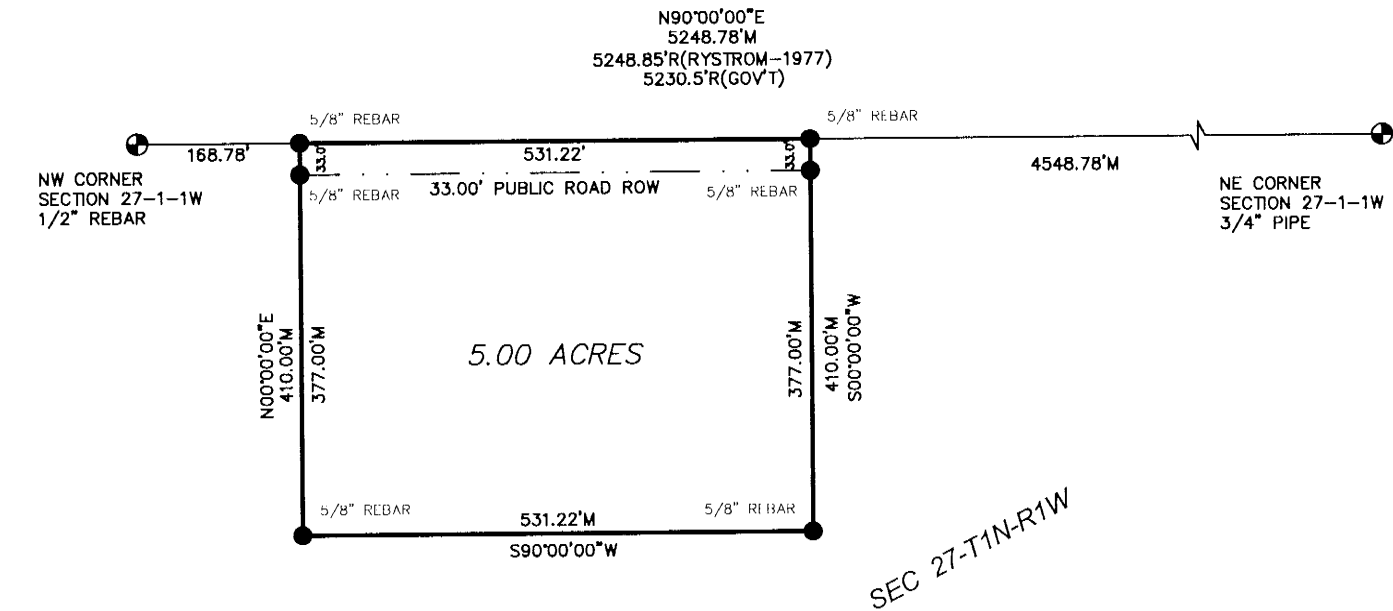 N90°00'00"E
5248.78'M
5248.85'R(RYSTROM-1977)
5230.5'R(GOV'T)
5/8" REBAR
5/8" REBAR
168.78'
33.0'
531.22'
33.0'
4548.78'M
NW CORNER
SECTION 27-1-1W
1/2" REBAR
5/8" REBAR
33.00' PUBLIC ROAD ROW
5/8" REBAR
NE CORNER
SECTION 27-1-1W
3/4" PIPE
N00°00'00"E
410.00'M
377.00'M
5.00 ACRES
377.00'M
410.00'M
S00°00'00"W
5/8" REBAR
5/8" REBAR
531.22'M
S90°00'00"W
SEC 27-T1N-R1W